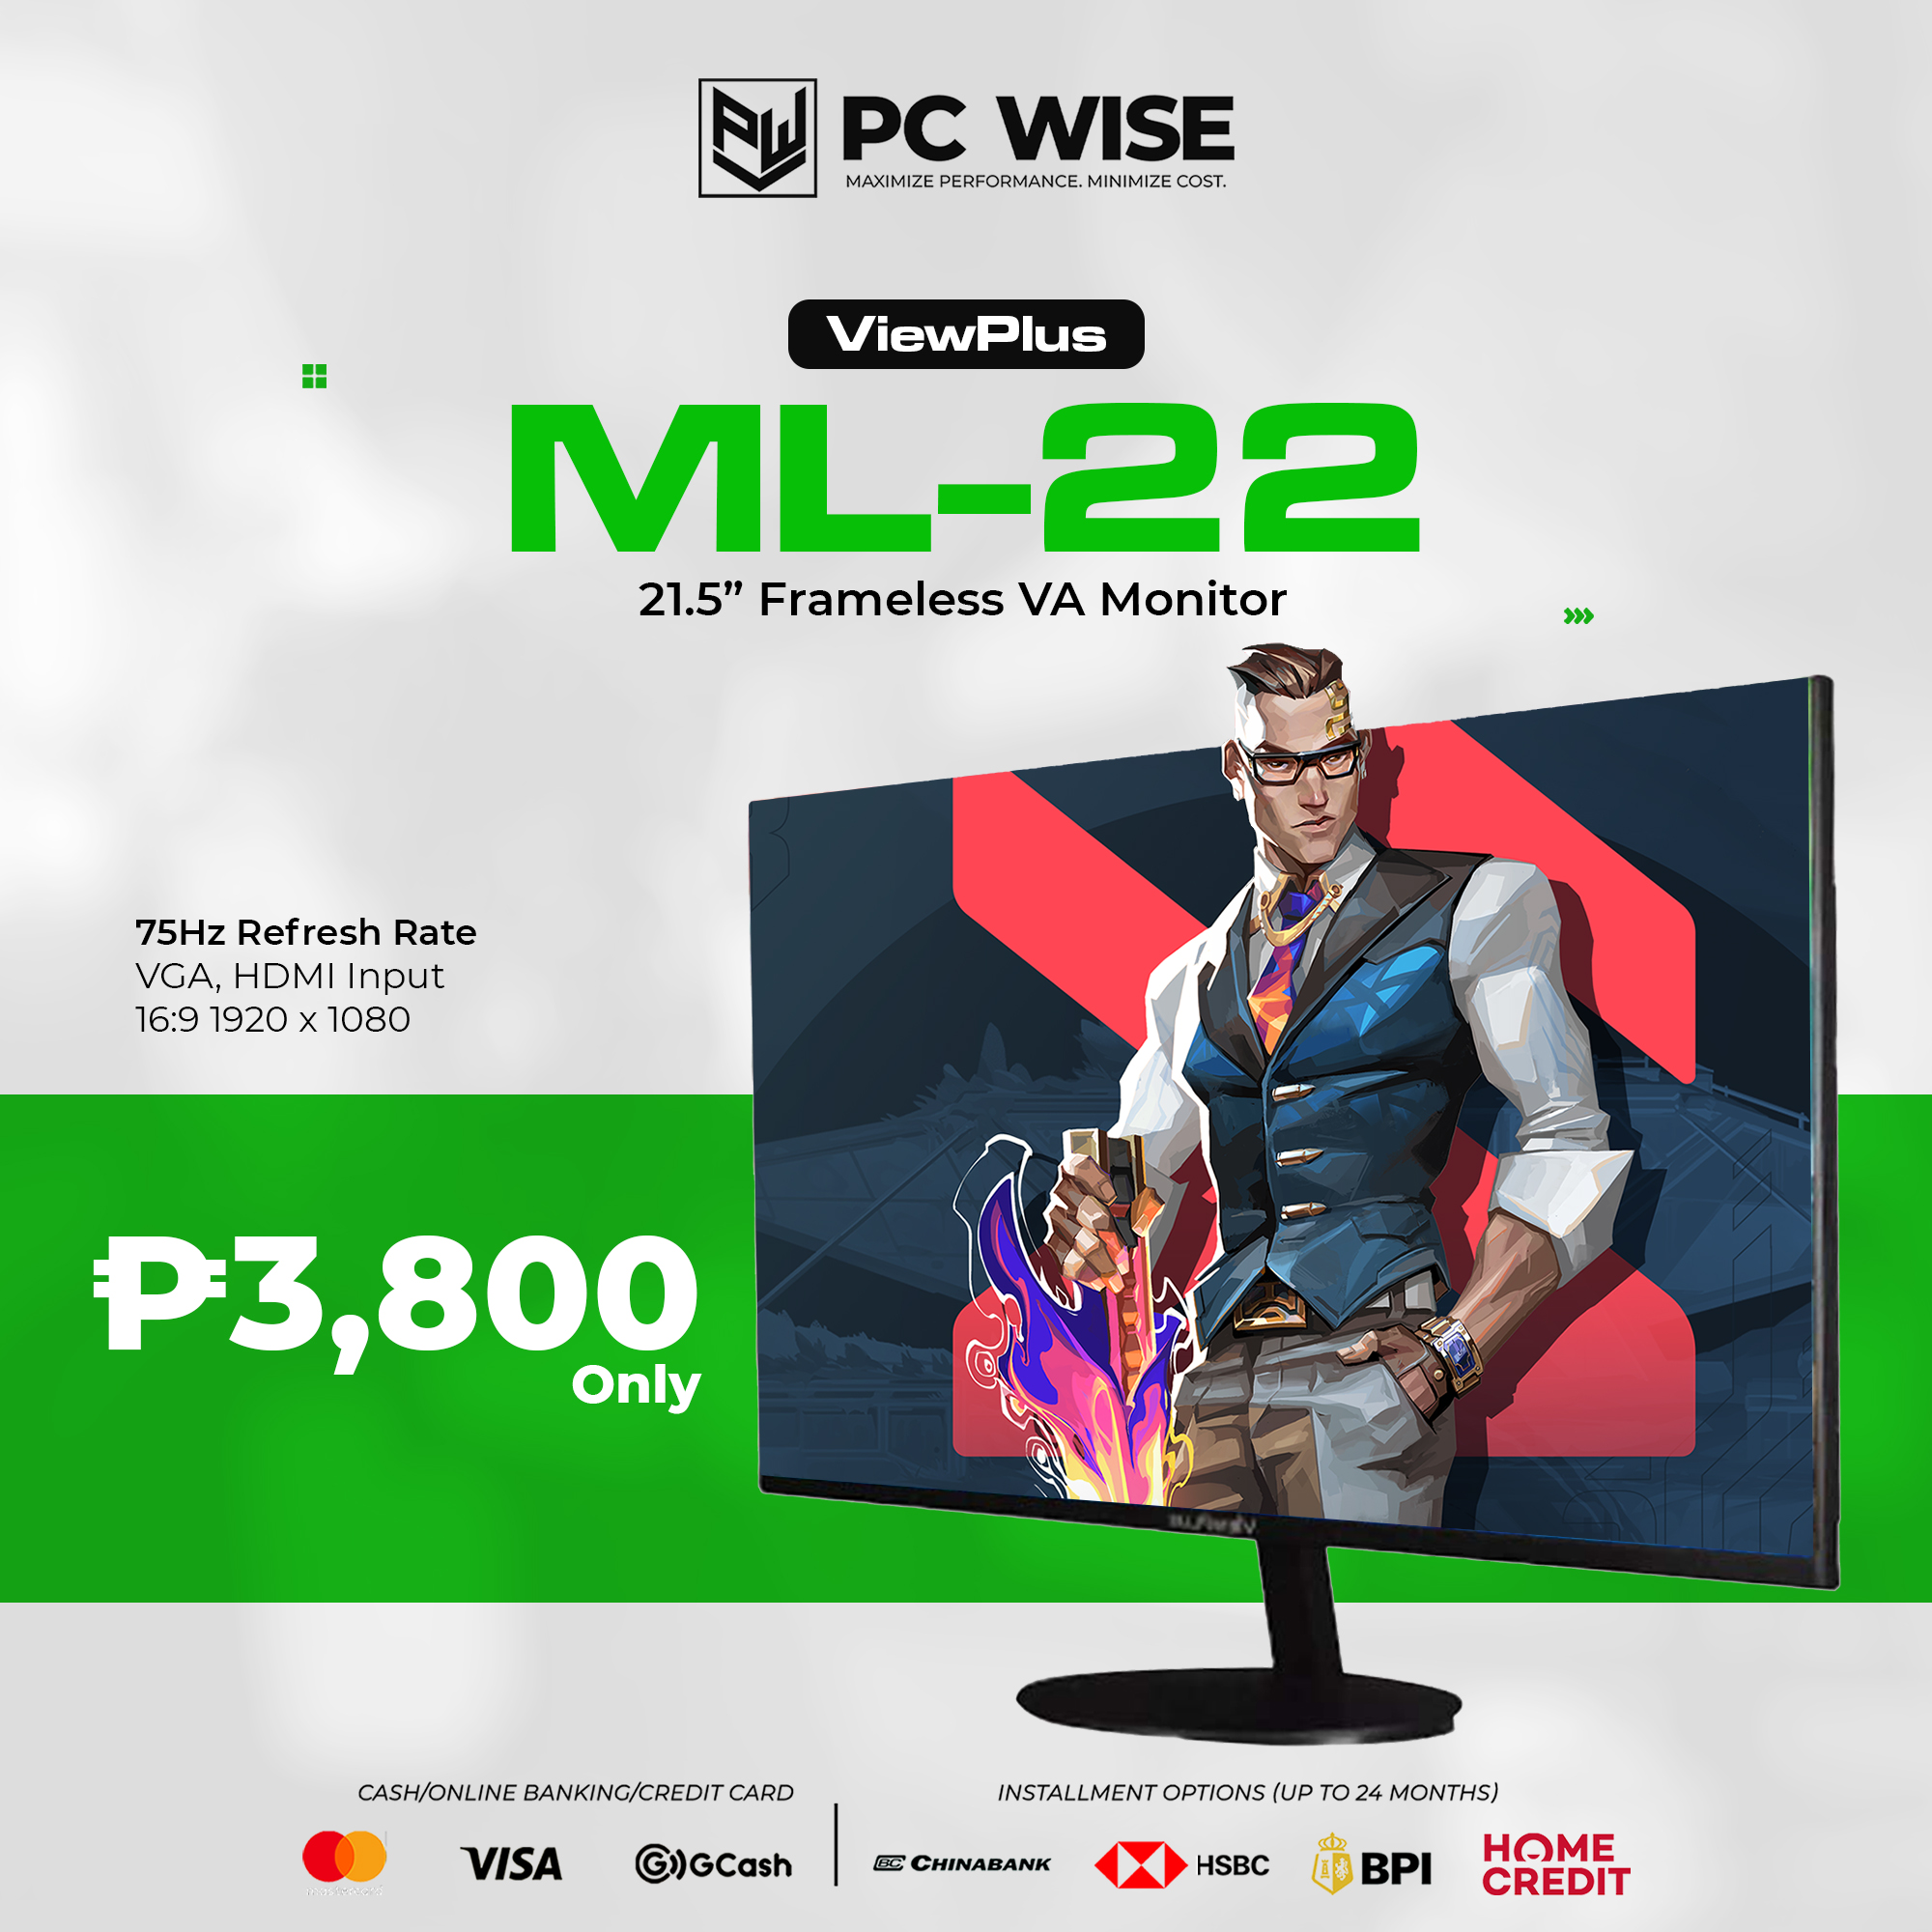 PW
PC WISE
MAXIMIZE PERFORMANCE. MINIMIZE COST.
ViewPlus
ML-22
21.5” Frameless VA Monitor
75Hz Refresh Rate
VGA, HDMI Input
16:9 1920 x 1080
₱3,800
Only
CASH/ONLINE BANKING/CREDIT CARD
INSTALLMENT OPTIONS (UP TO 24 MONTHS)
VISA
GCash
BC CHINABANK
HSBC
BPI
HOME
CREDIT